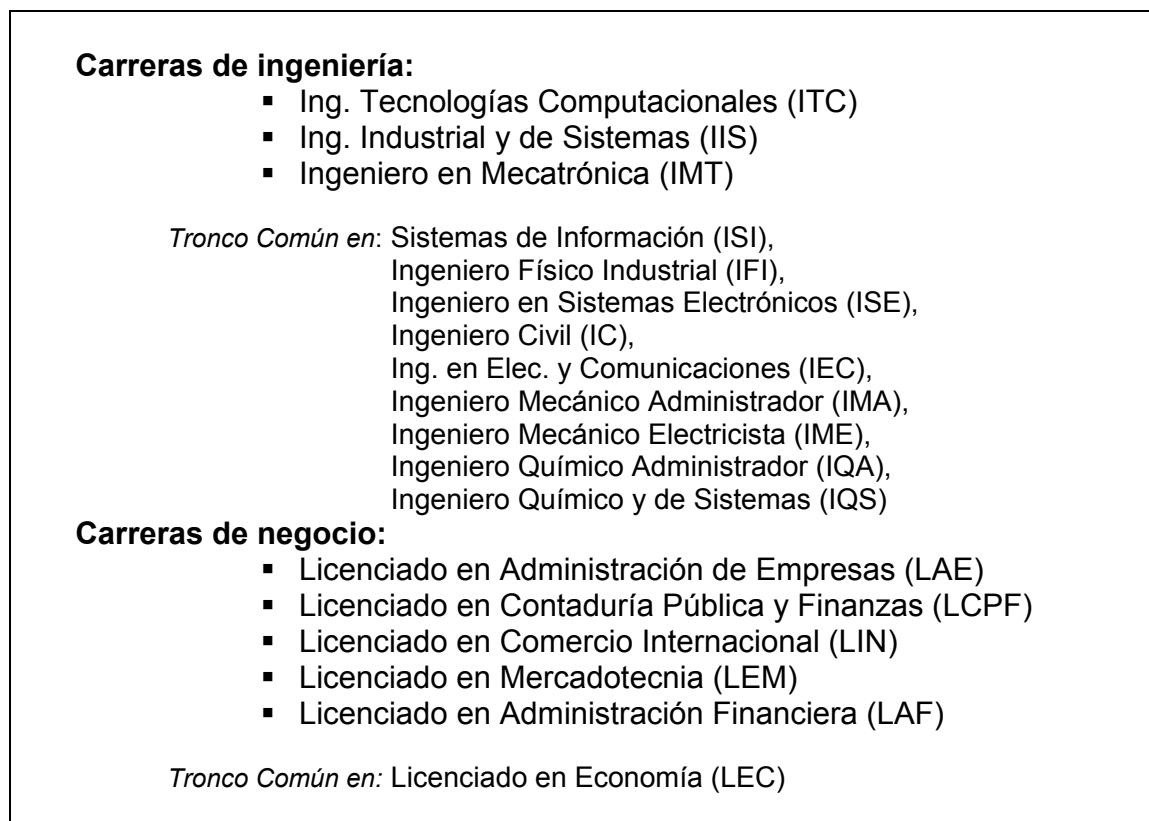 Carreras de ingeniería:
▪ Ing. Tecnologías Computacionales (ITC)
▪ Ing. Industrial y de Sistemas (IIS)
▪ Ingeniero en Mecatrónica (IMT)
Tronco Común en: Sistemas de Información (ISI),
Ingeniero Físico Industrial (IFI),
Ingeniero en Sistemas Electrónicos (ISE),
Ingeniero Civil (IC),
Ing. en Elec. y Comunicaciones (IEC),
Ingeniero Mecánico Administrador (IMA),
Ingeniero Mecánico Electricista (IME),
Ingeniero Químico Administrador (IQA),
Ingeniero Químico y de Sistemas (IQS)
Carreras de negocio:
▪ Licenciado en Administración de Empresas (LAE)
▪ Licenciado en Contaduría Pública y Finanzas (LCPF)
▪ Licenciado en Comercio Internacional (LIN)
▪ Licenciado en Mercadotecnia (LEM)
▪ Licenciado en Administración Financiera (LAF)
Tronco Común en: Licenciado en Economía (LEC)